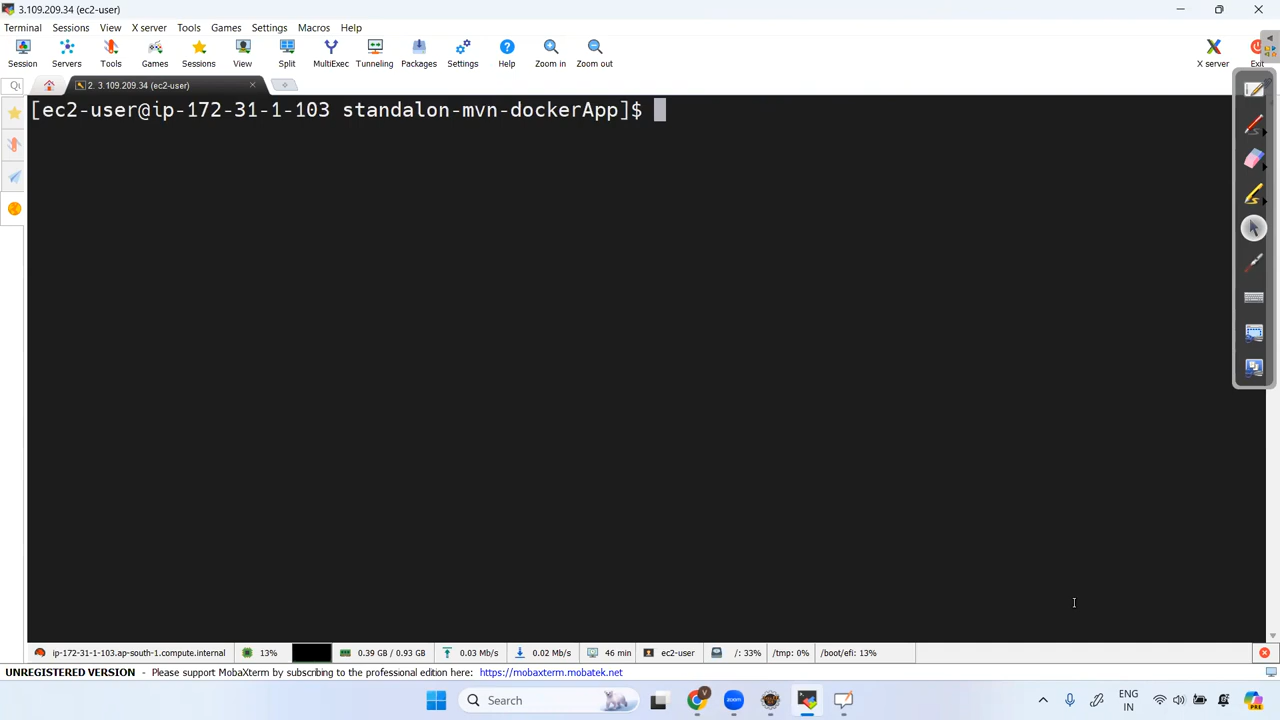 3.109.209.34 (ec2-user)
Terminal Sessions View X server Tools Games Settings Macros Help
Session Servers Tools Games Sessions View Split MultiExec Tunneling Packages Settings Help Zoom in Zoom out X server Exit
2. 3.109.209.34 (ec2-user)
[ec2-user@ip-172-31-1-103 standalon-mvn-dockerApp]$
ip-172-31-1-103.ap-south-1.compute.internal 13% 0.39 GB / 0.93 GB 0.03 Mb/s 0.02 Mb/s 46 min ec2-user /: 33% /tmp: 0% /boot/efi: 13%
UNREGISTERED VERSION - Please support MobaXterm by subscribing to the professional edition here: https://mobaxterm.mobatek.net
Search zoom ENG
IN